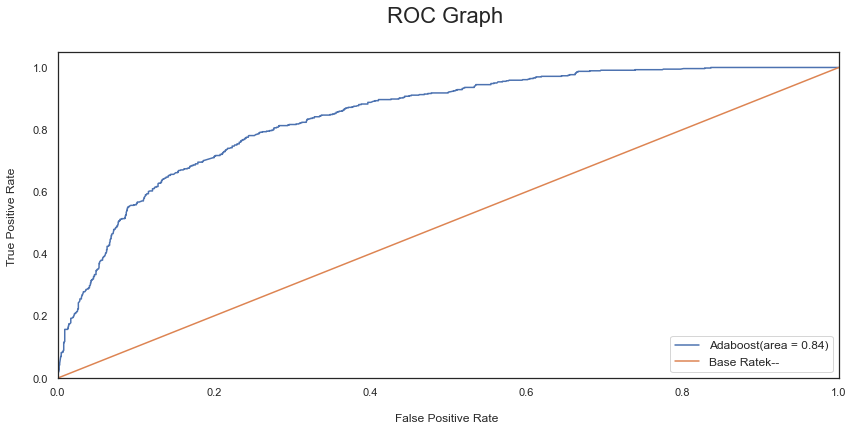 ROC Graph
1.0
0.8
0.6
0.4
0.2
0.0
True Positive Rate
Adaboost(area = 0.84)
Base Ratek--
0.0 0.2 0.4 0.6 0.8 1.0
False Positive Rate